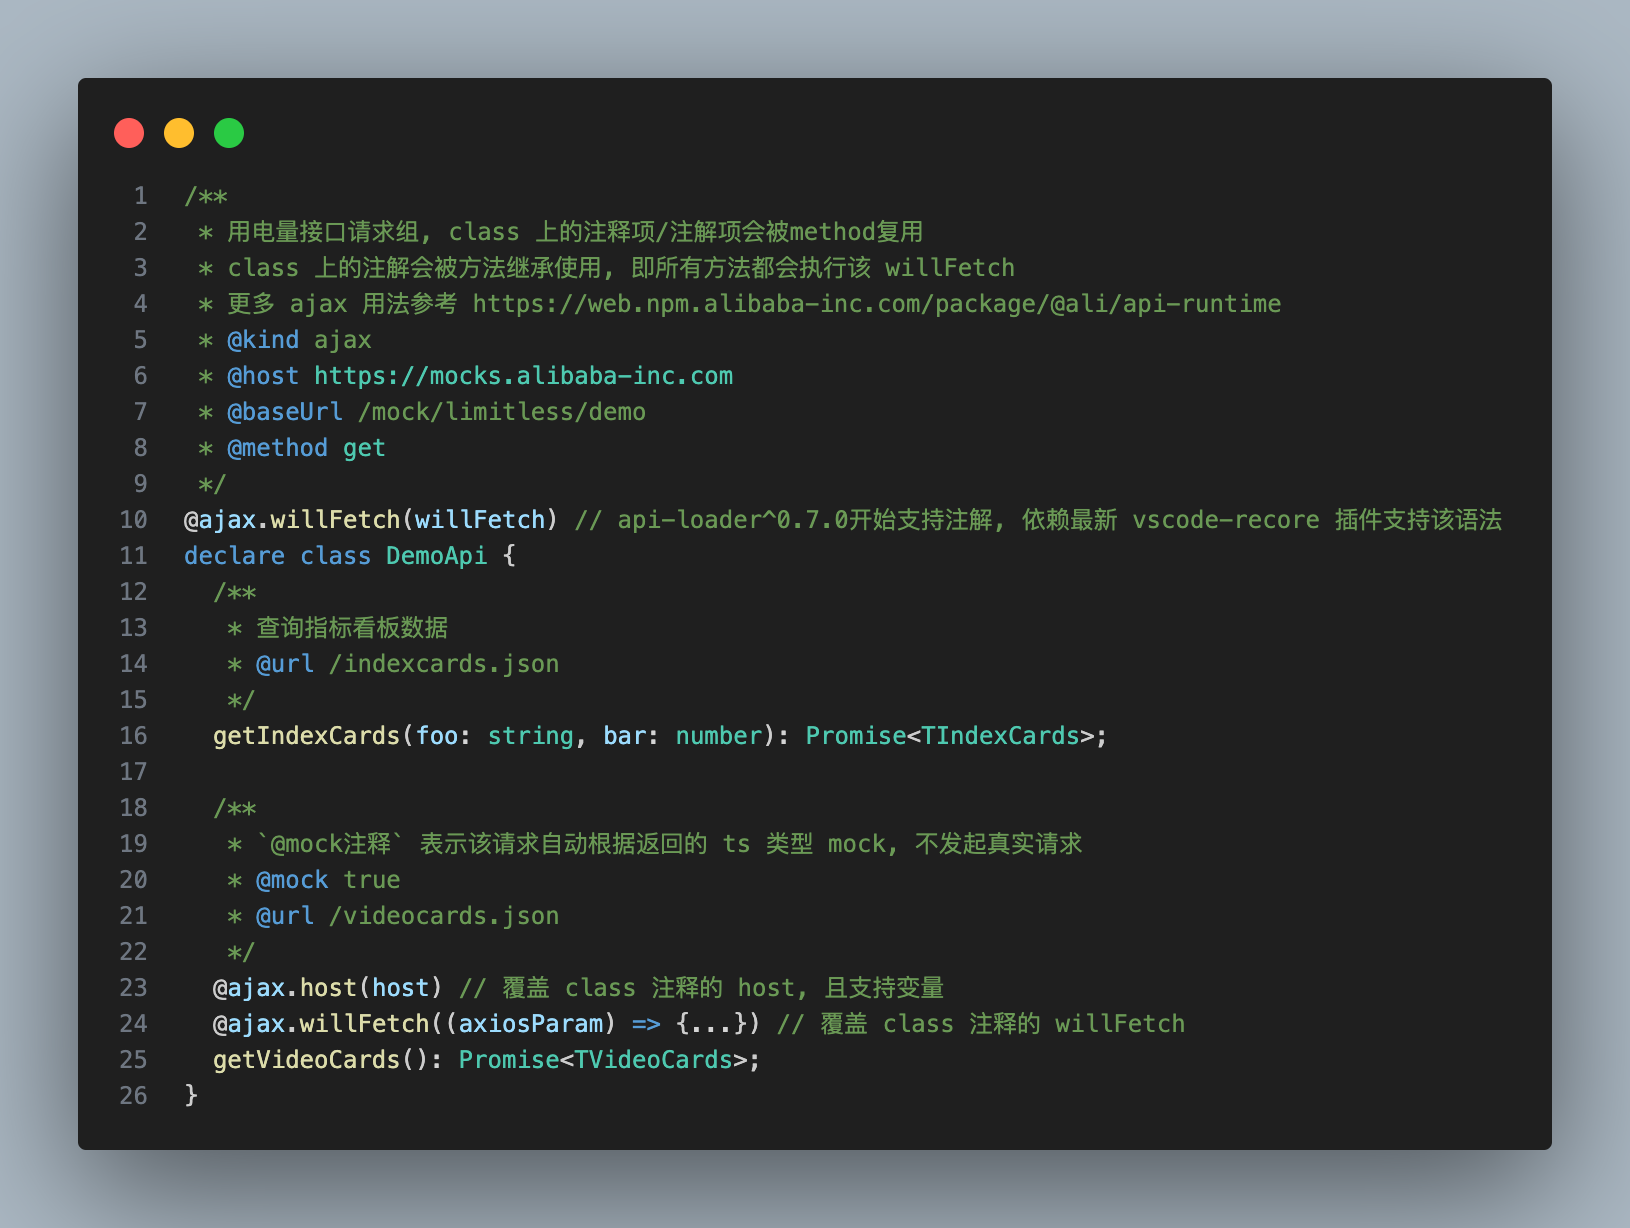 1 /**
2  * 用电量接口请求组, class 上的注释项/注解项会被method复用
3  * class 上的注解会被方法继承使用, 即所有方法都会执行该 willFetch
4  * 更多 ajax 用法参考 https://web.npm.alibaba-inc.com/package/@ali/api-runtime
5  * @kind ajax
6  * @host https://mocks.alibaba-inc.com
7  * @baseUrl /mock/limitless/demo
8  * @method get
9  */
10 @ajax.willFetch(willFetch) // api-loader^0.7.0开始支持注解, 依赖最新 vscode-recore 插件支持该语法
11 declare class DemoApi {
12   /**
13    * 查询指标看板数据
14    * @url /indexcards.json
15    */
16   getIndexCards(foo: string, bar: number): Promise<TIndexCards>;
17
18   /**
19    * `@mock注释` 表示该请求自动根据返回的 ts 类型 mock, 不发起真实请求
20    * @mock true
21    * @url /videocards.json
22    */
23   @ajax.host(host) // 覆盖 class 注释的 host, 且支持变量
24   @ajax.willFetch((axiosParam) => {...}) // 覆盖 class 注释的 willFetch
25   getVideoCards(): Promise<TVideoCards>;
26 }